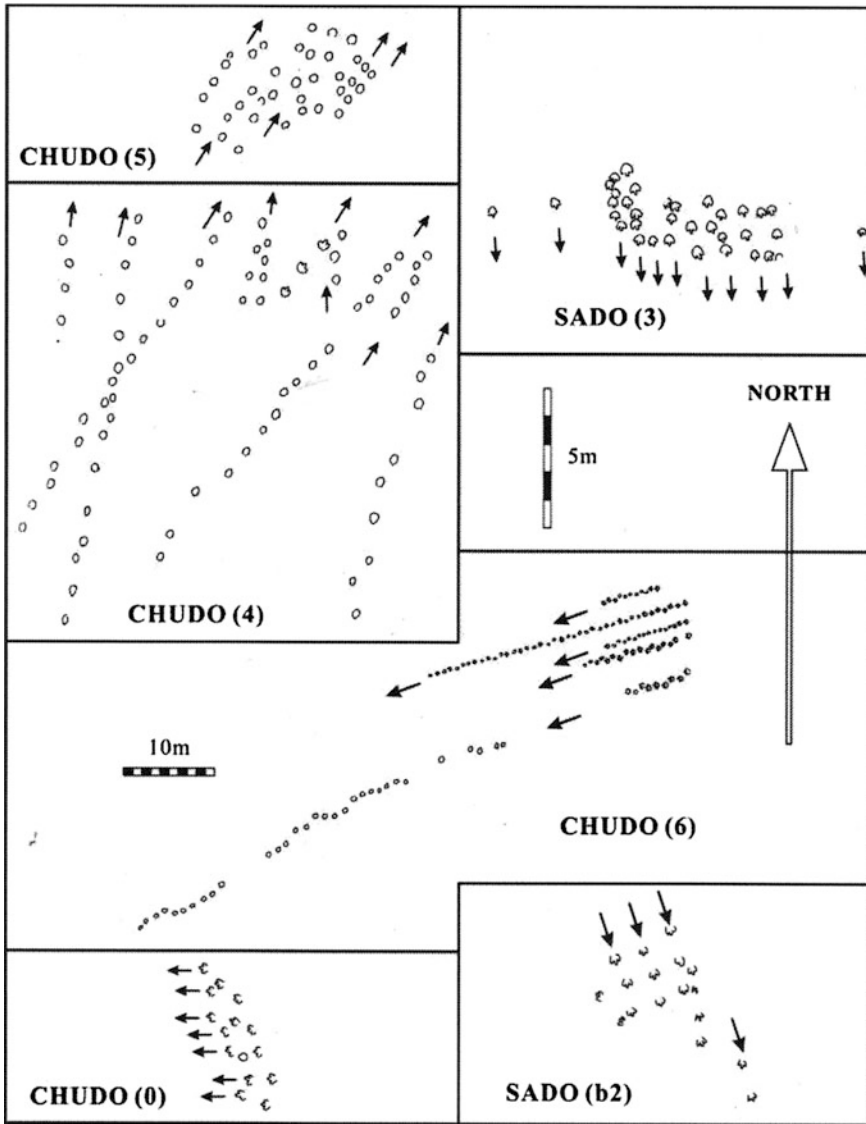 CHUDO (5)
SADO (3)
NORTH
5m
CHUDO (4)
10m
CHUDO (6)
CHUDO (0)
SADO (b2)